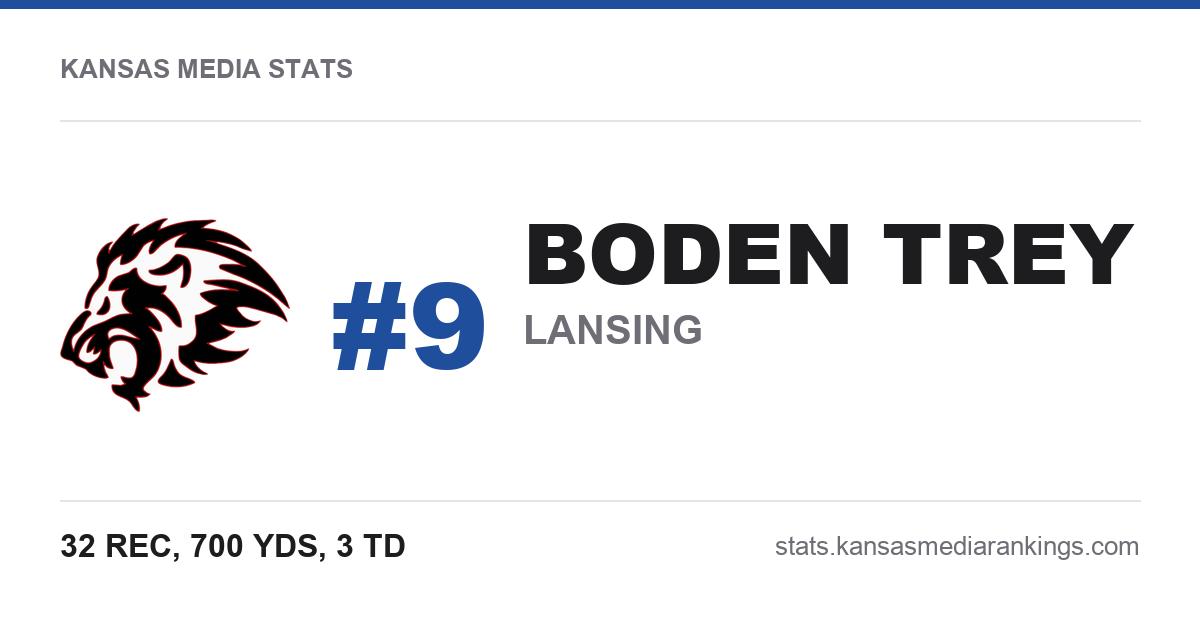 KANSAS MEDIA STATS
#9
BODEN TREY
LANSING
32 REC, 700 YDS, 3 TD
stats.kansasmediarankings.com